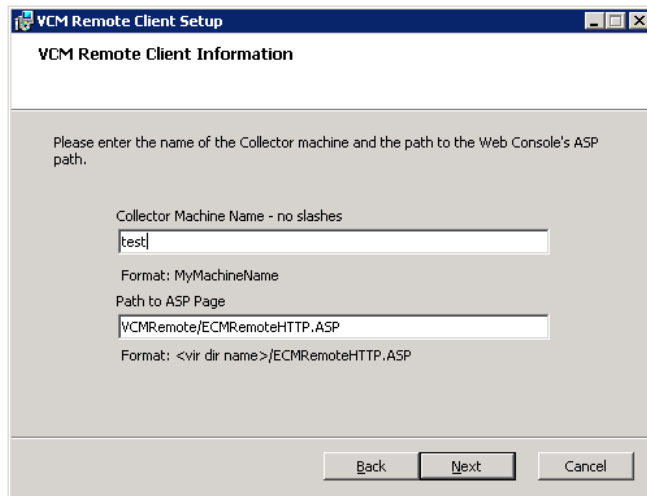 VCM Remote Client Setup
VCM Remote Client Information
Please enter the name of the Collector machine and the path to the Web Console's ASP
path.
Collector Machine Name - no slashes
test
Format: MyMachineName
Path to ASP Page
VCMRemote/ECMRemoteHTTP.ASP
Format: <vir dir name>/ECMRemoteHTTP.ASP
Back Next Cancel